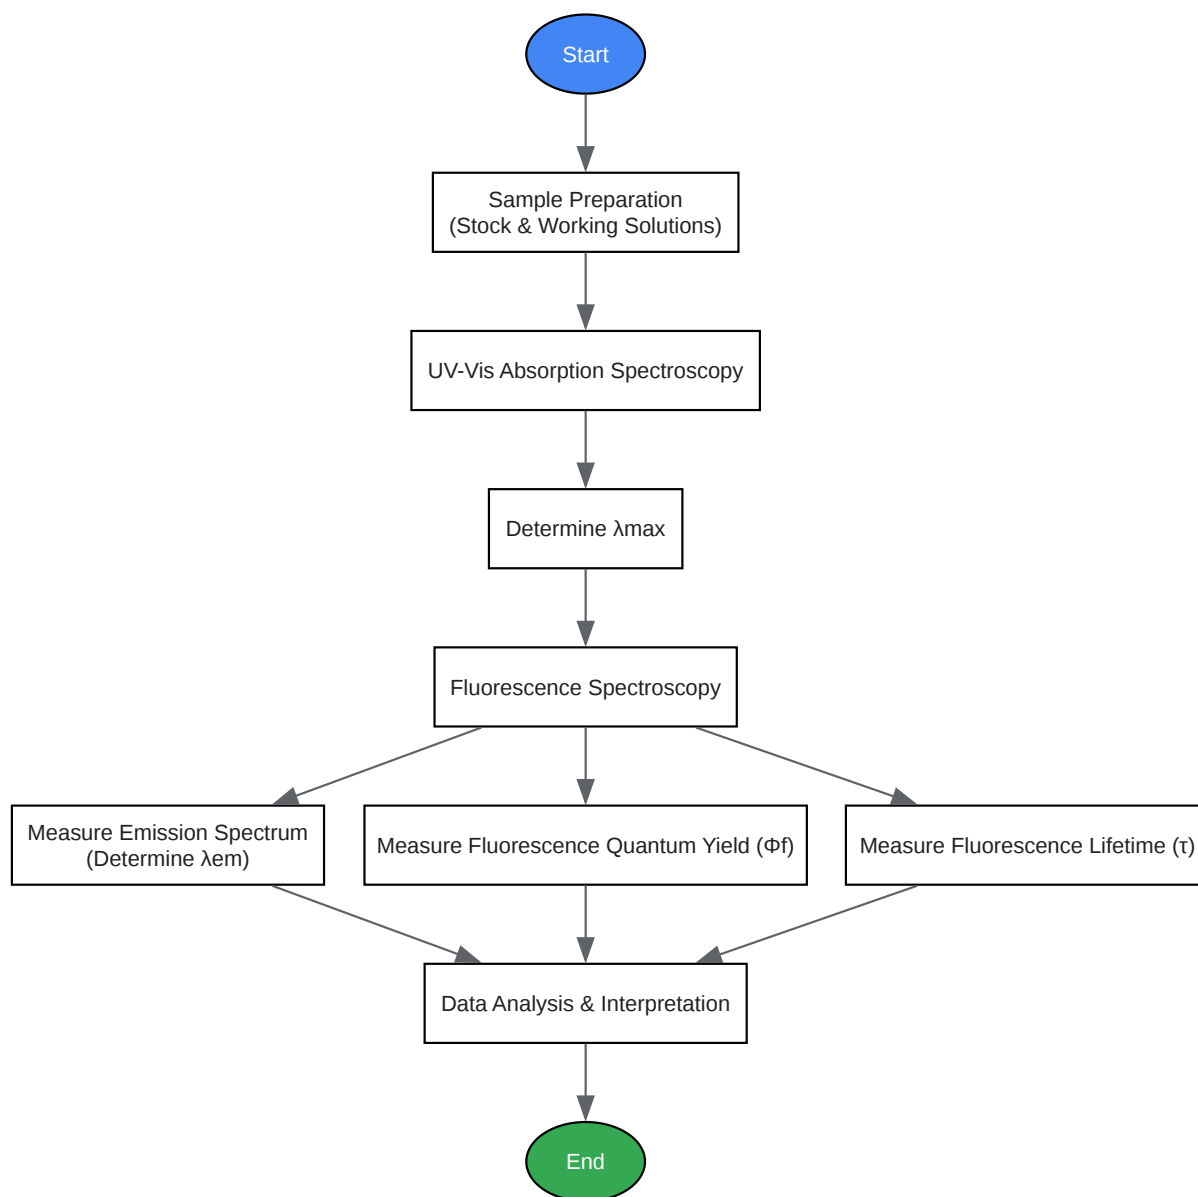 Start
Sample Preparation
(Stock & Working Solutions)
UV-Vis Absorption Spectroscopy
Determine λmax
Fluorescence Spectroscopy
Measure Emission Spectrum
(Determine λem)
Measure Fluorescence Quantum Yield (Φf)
Measure Fluorescence Lifetime (τ)
Data Analysis & Interpretation
End